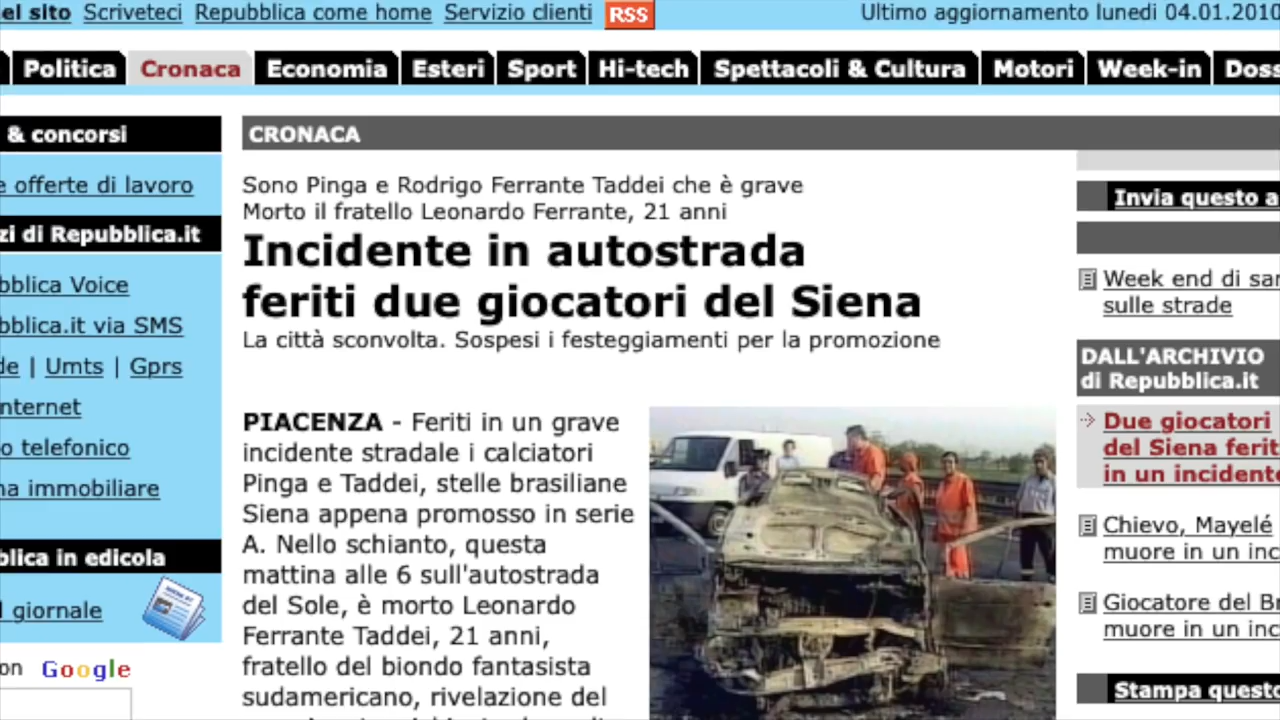 el sito Scriveteci Repubblica come home Servizio clienti RSS Ultimo aggiornamento lunedi 04.01.2010
Politica Cronaca Economia Esteri Sport Hi-tech Spettacoli & Cultura Motori Week-in Doss
& concorsi
e offerte di lavoro
zi di Repubblica.it
bblica Voice
bblica.it via SMS
de | Umts | Gprs
nternet
o telefonico
na immobiliare
blica in edicola
l giornale
on Google
CRONACA
Sono Pinga e Rodrigo Ferrante Taddei che è grave
Morto il fratello Leonardo Ferrante, 21 anni
Incidente in autostrada
feriti due giocatori del Siena
La città sconvolta. Sospesi i festeggiamenti per la promozione
PIACENZA - Feriti in un grave
incidente stradale i calciatori
Pinga e Taddei, stelle brasiliane
Siena appena promosso in serie
A. Nello schianto, questa
mattina alle 6 sull'autostrada
del Sole, è morto Leonardo
Ferrante Taddei, 21 anni,
fratello del biondo fantasista
sudamericano, rivelazione del
Invia questo a
Week end di san
sulle strade
DALL'ARCHIVIO
di Repubblica.it
Due giocatori
del Siena ferit
in un incidente
Chievo, Mayelé
muore in un inc
Giocatore del Br
muore in un inc
Stampa questo